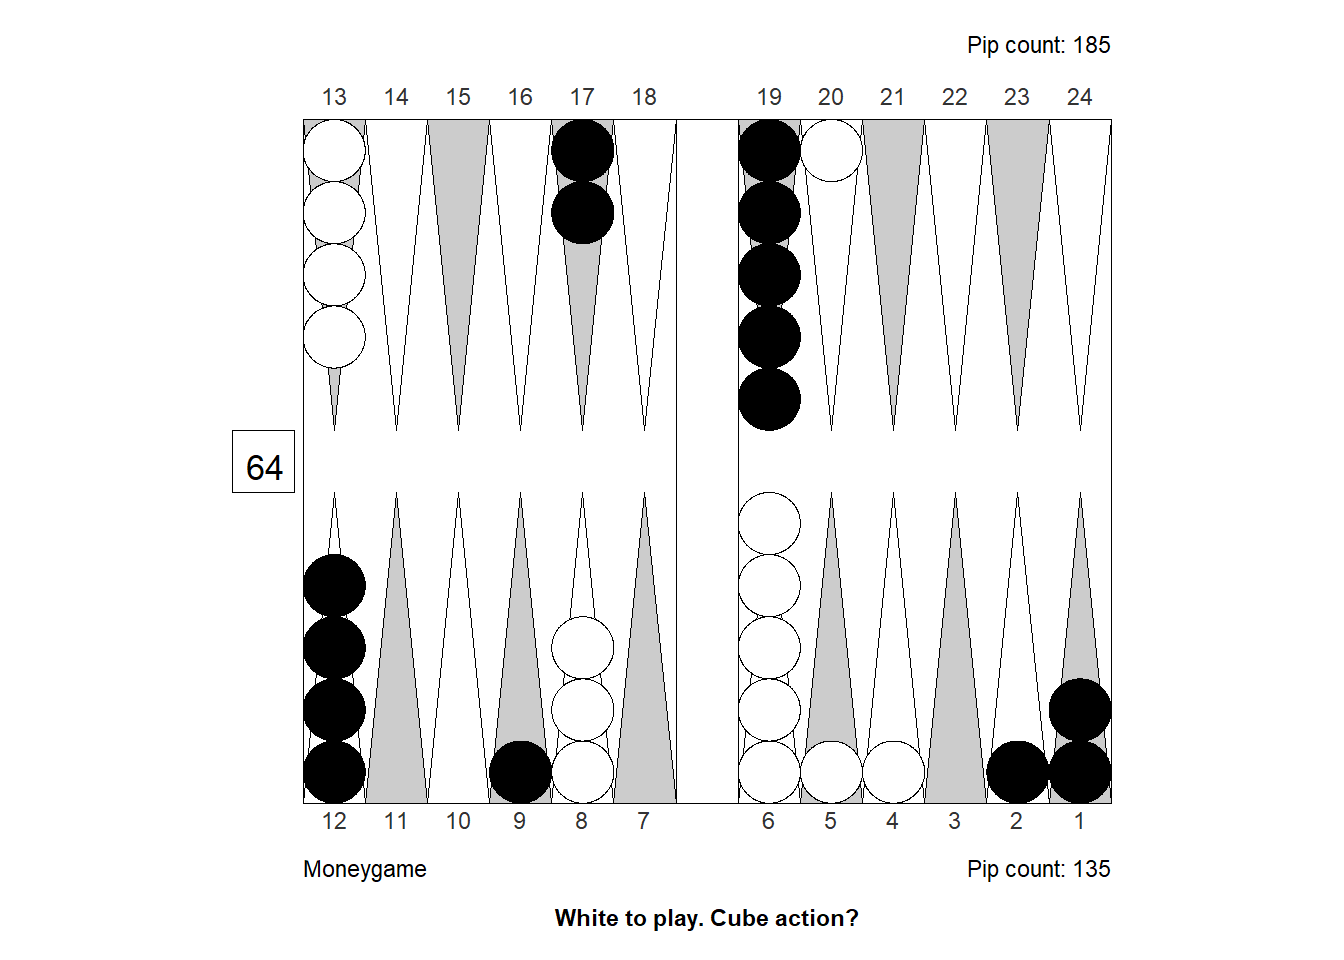 Pip count: 185
13 14 15 16 17 18 19 20 21 22 23 24
64
12 11 10 9 8 7 6 5 4 3 2 1
Moneygame Pip count: 135
White to play. Cube action?